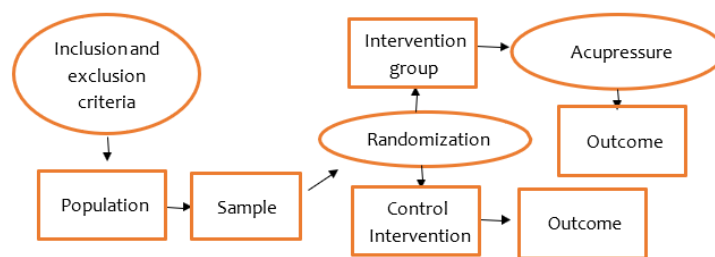 Inclusion and
exclusion
criteria
Population
Sample
Randomization
Intervention
group
Acupressure
Outcome
Control
Intervention
Outcome